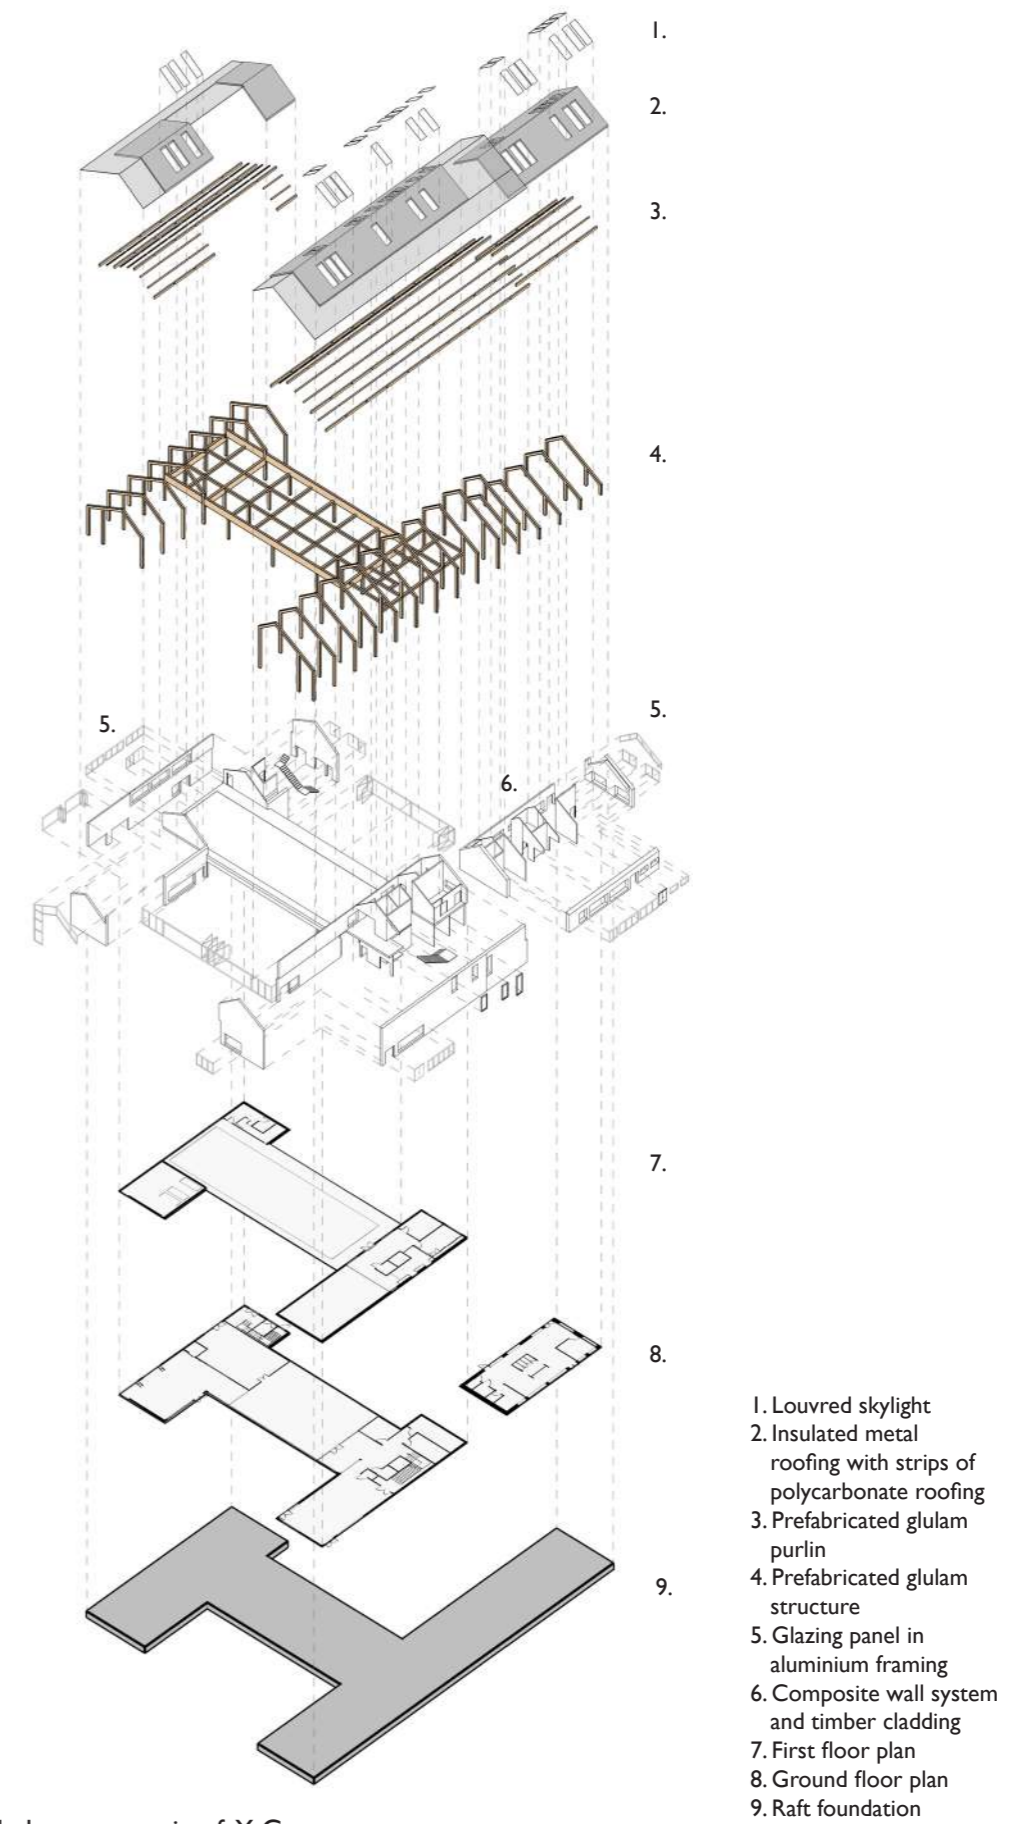 1.
2.
3.
4.
5.
5.
6.
7.
8.
9.
1. Louvred skylight
2. Insulated metal
roofing with strips of
polycarbonate roofing
3. Prefabricated glulam
purlin
4. Prefabricated glulam
structure
5. Glazing panel in
aluminium framing
6. Composite wall system
and timber cladding
7. First floor plan
8. Ground floor plan
9. Raft foundation